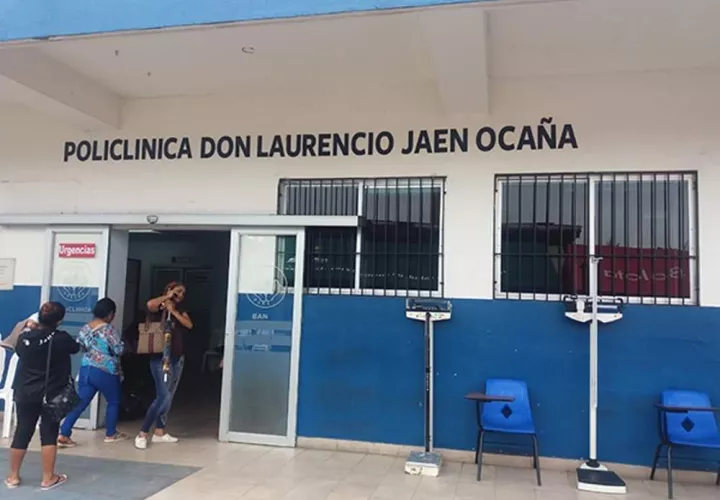 POLICLINICA DON LAURENCIO JAEN OCAÑA
Urgencias